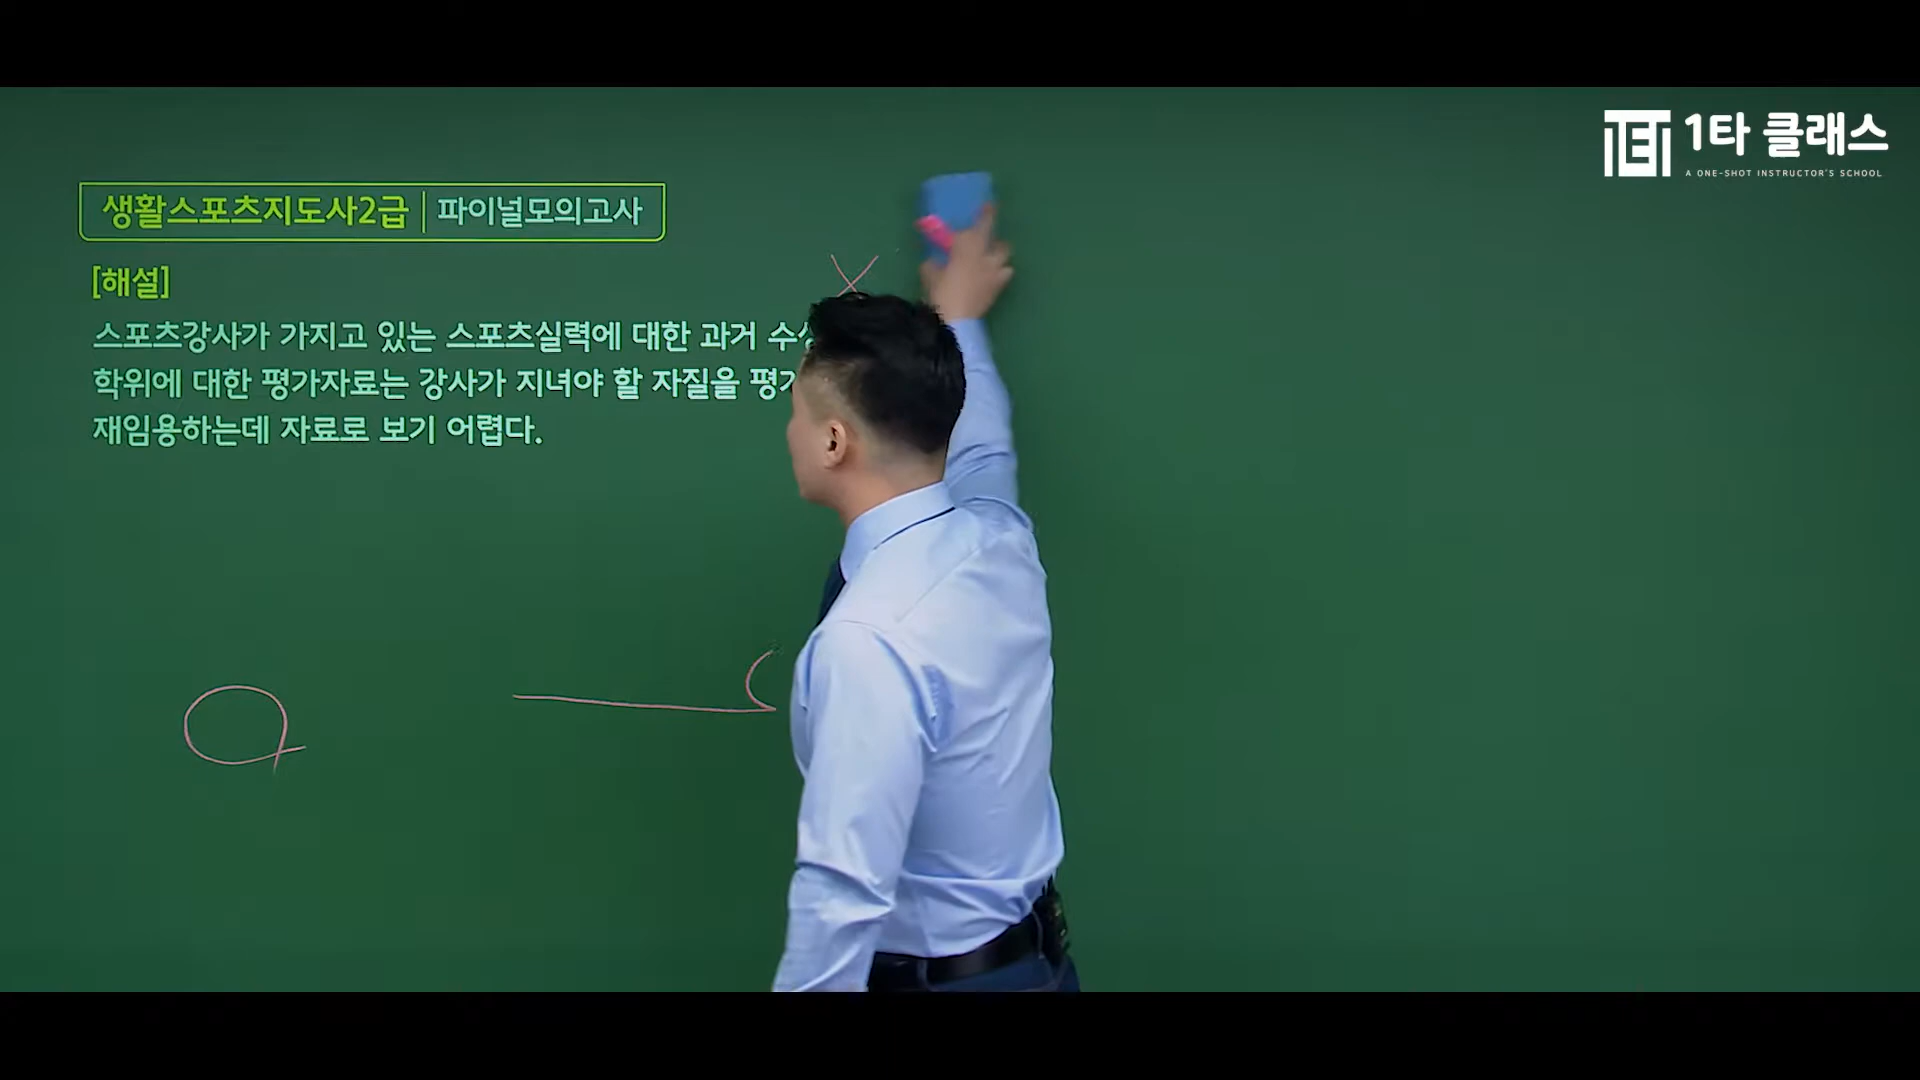 1타 클래스
A ONE-SHOT INSTRUCTOR'S SCHOOL
생활스포츠지도사2급 | 파이널모의고사
[해설]
스포츠강사가 가지고 있는 스포츠실력에 대한 과거
학위에 대한 평가자료는 강사가 지녀야 할 자질을
재임용하는데 자료로 보기 어렵다.